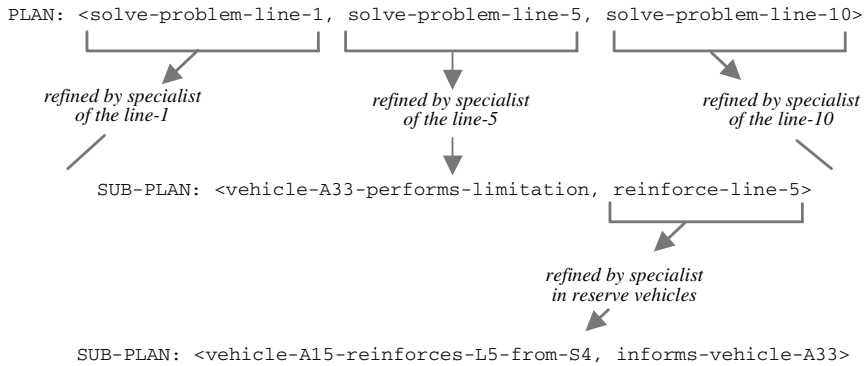 PLAN: <solve-problem-line-1, solve-problem-line-5, solve-problem-line-10>
refined by specialist
of the line-1
refined by specialist
of the line-5
refined by specialist
of the line-10
SUB-PLAN: <vehicle-A33-performs-limitation, reinforce-line-5>
refined by specialist
in reserve vehicles
SUB-PLAN: <vehicle-A15-reinforces-L5-from-S4, informs-vehicle-A33>